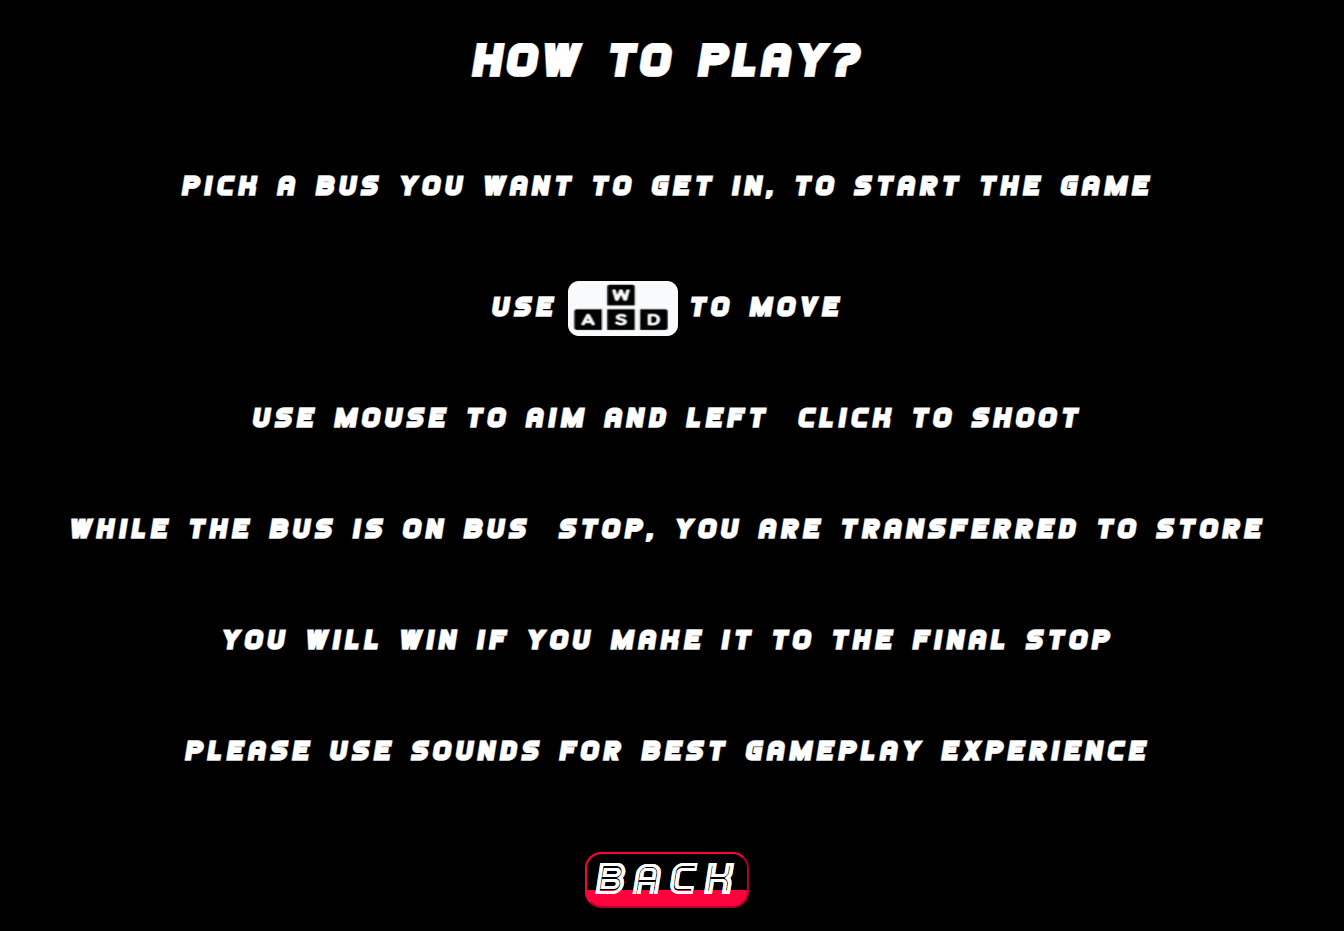 HOW TO PLAY?
PICK A BUS YOU WANT TO GET IN, TO START THE GAME
USE W A S D TO MOVE
USE MOUSE TO AIM AND LEFT CLICK TO SHOOT
WHILE THE BUS IS ON BUS STOP, YOU ARE TRANSFERRED TO STORE
YOU WILL WIN IF YOU MAKE IT TO THE FINAL STOP
PLEASE USE SOUNDS FOR BEST GAMEPLAY EXPERIENCE
BACK